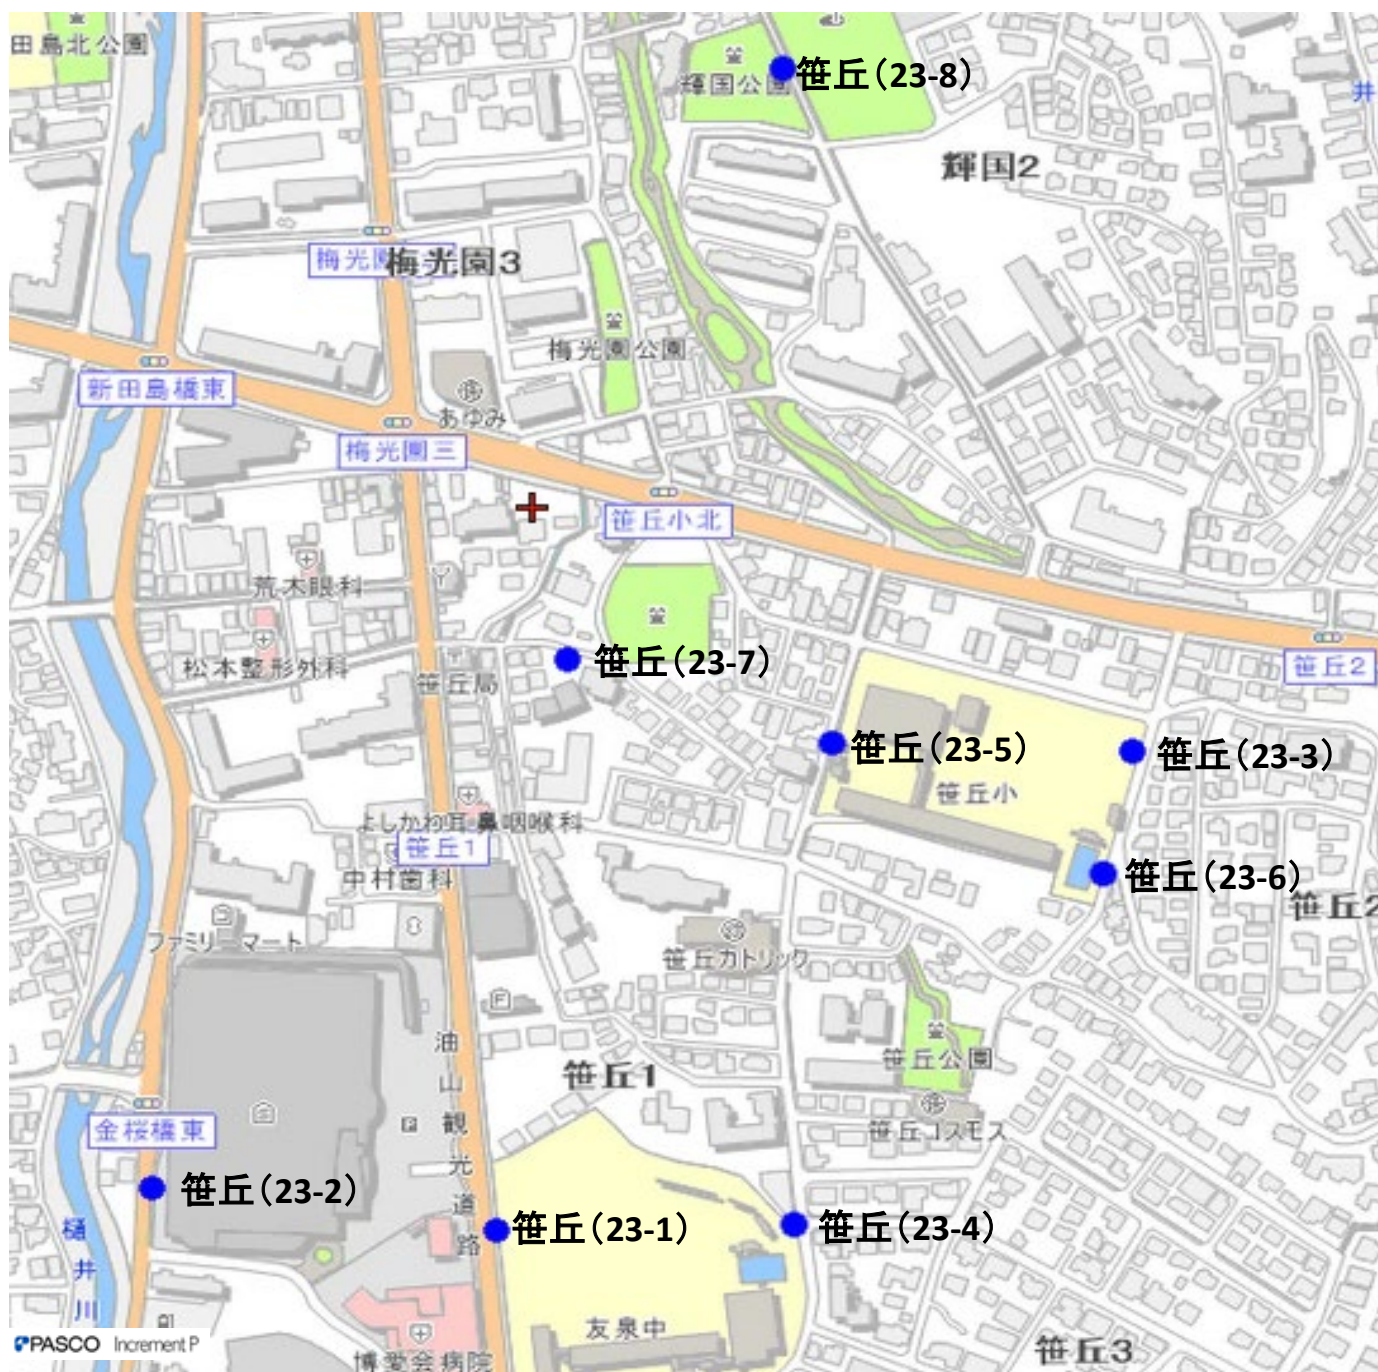 田島北公園
輝国公園
笹丘（23-8）
井
輝国2
梅光園
梅光園3
梅光園公園
新田島橋東
あゆみ
梅光園三
笹丘小北
荒木眼科
松本整形外科
笹丘局
笹丘（23-7）
笹丘2
笹丘（23-5）
笹丘（23-3）
笹丘小
よしかわ耳鼻咽喉科
笹丘1
中村歯科
笹丘（23-6）
笹丘2
ファミリーマート
笹丘カトリック
油山観光道路
笹丘1
笹丘公園
笹丘コスモス
金桜橋東
笹丘（23-2）
笹丘（23-1）
笹丘（23-4）
樋井川
友泉中
笹丘3
博愛会病院
PASCO Increment P